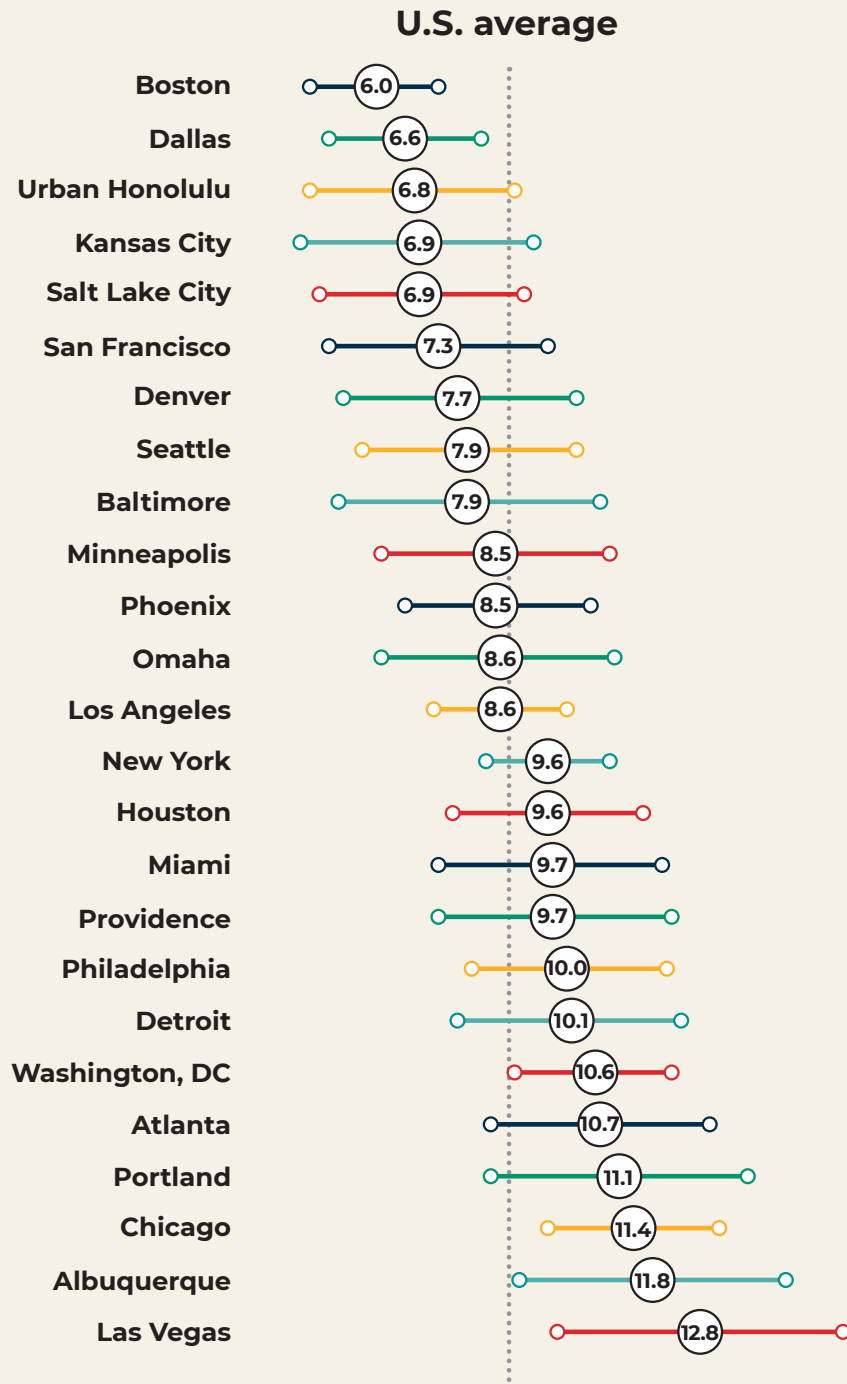 U.S. average
Boston 6.0
Dallas 6.6
Urban Honolulu 6.8
Kansas City 6.9
Salt Lake City 6.9
San Francisco 7.3
Denver 7.7
Seattle 7.9
Baltimore 7.9
Minneapolis 8.5
Phoenix 8.5
Omaha 8.6
Los Angeles 8.6
New York 9.6
Houston 9.6
Miami 9.7
Providence 9.7
Philadelphia 10.0
Detroit 10.1
Washington, DC 10.6
Atlanta 10.7
Portland 11.1
Chicago 11.4
Albuquerque 11.8
Las Vegas 12.8